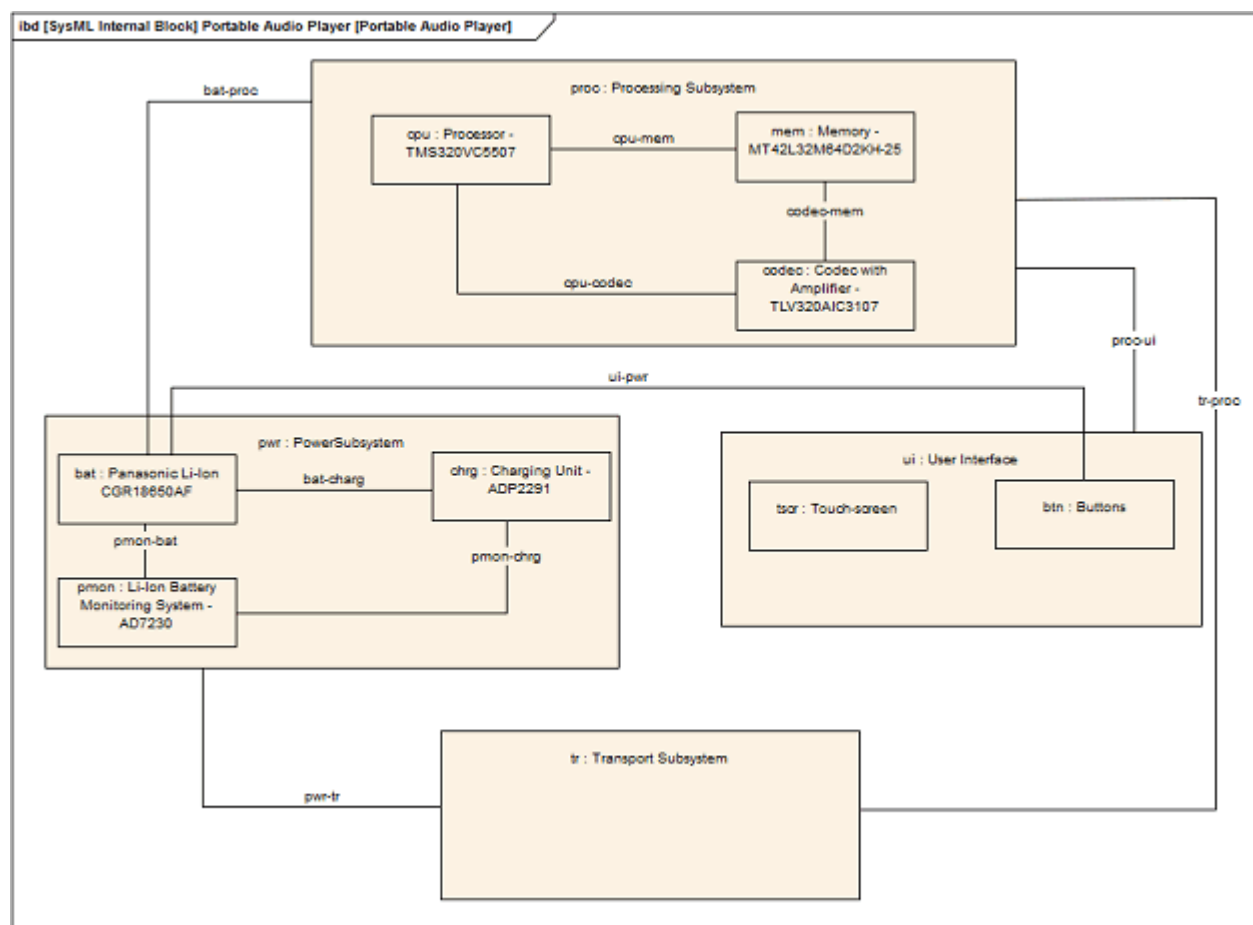 ibd [SysML Internal Block] Portable Audio Player [Portable Audio Player]
bat-proc
proc : Processing Subsystem
cpu : Processor -
TMS320VC5507
cpu-mem
mem : Memory -
MT42L32M64D2KH-25
codec-mem
cpu-codec
codec : Codec with
Amplifier -
TLV320AIC3107
proc-ui
ui-pwr
tr-proc
pwr : PowerSubsystem
bat : Panasonic Li-Ion
CGR18650AF
bat-charg
chrg : Charging Unit -
ADP2291
pmon-bat
pmon-chrg
pmon : Li-Ion Battery
Monitoring System -
AD7230
ui : User Interface
tscr : Touch-screen
btn : Buttons
tr : Transport Subsystem
pwr-tr